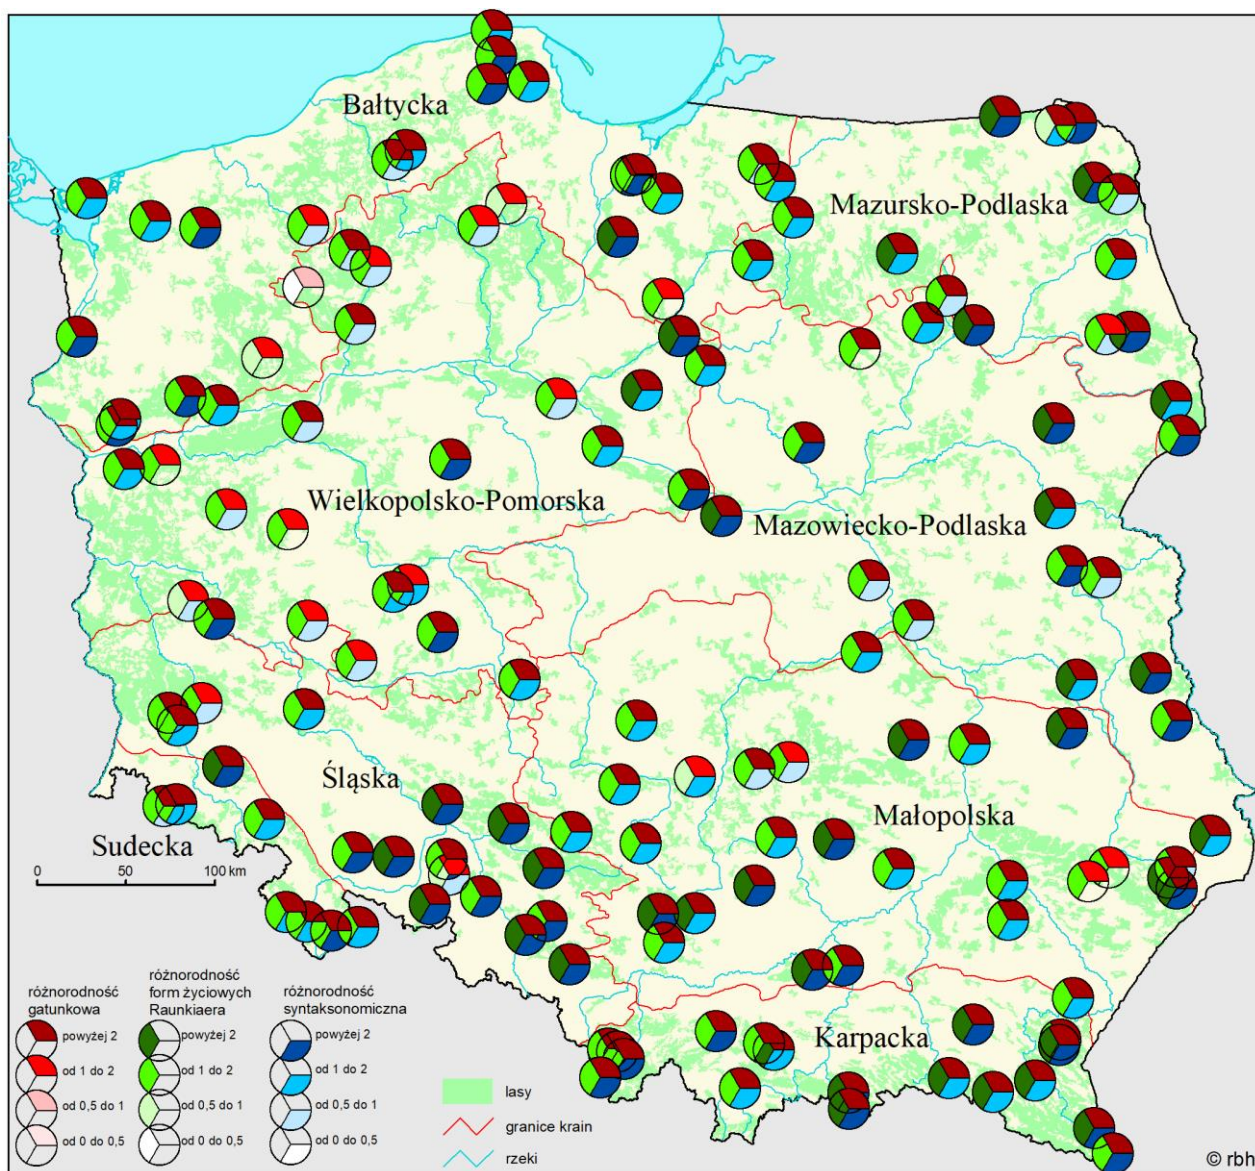 Bałtycka
Mazursko-Podlaska
Wielkopolsko-Pomorska
Mazowiecko-Podlaska
Śląska
Sudecka
Małopolska
Karpacka
0 50 100 km
różnorodność
gatunkowa
powyżej 2
od 1 do 2
od 0,5 do 1
od 0 do 0,5
różnorodność
form życiowych
Raunkiaera
powyżej 2
od 1 do 2
od 0,5 do 1
od 0 do 0,5
różnorodność
syntaksonomiczna
powyżej 2
od 1 do 2
od 0,5 do 1
od 0 do 0,5
lasy
granice krain
rzeki
© rbh